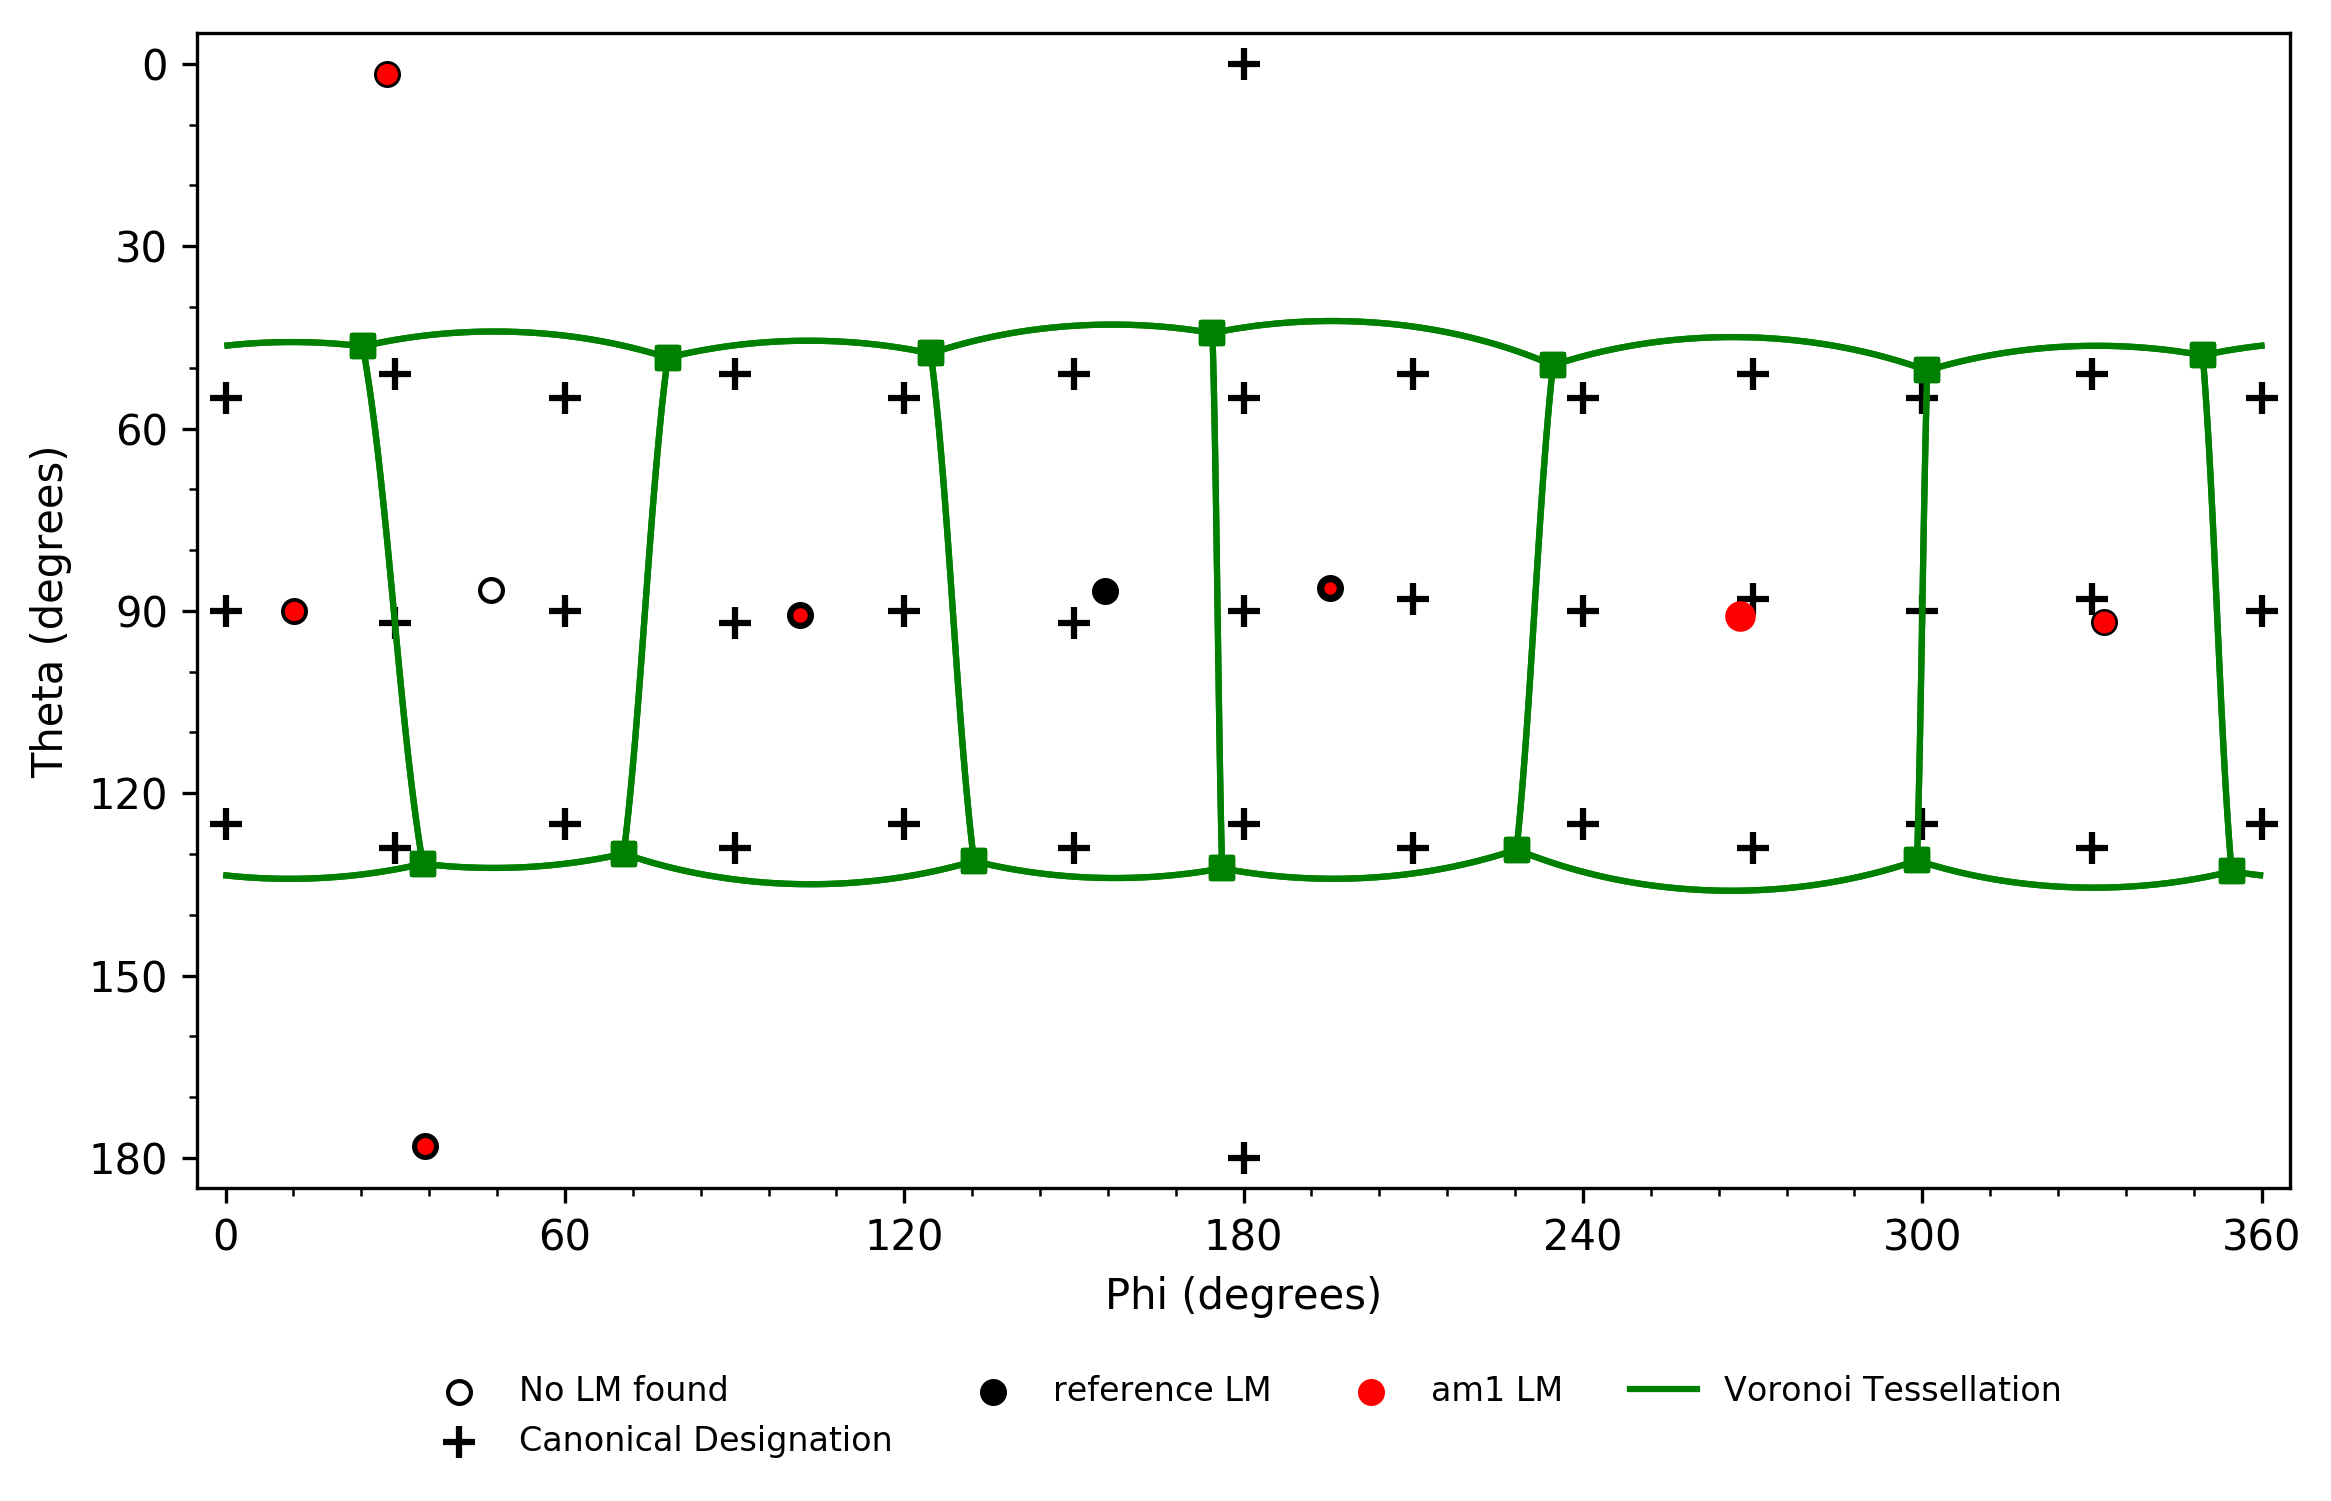 0
30
60
90
120
150
180
Theta (degrees)
0 60 120 180 240 300 360
Phi (degrees)
No LM found reference LM am1 LM Voronoi Tessellation
Canonical Designation